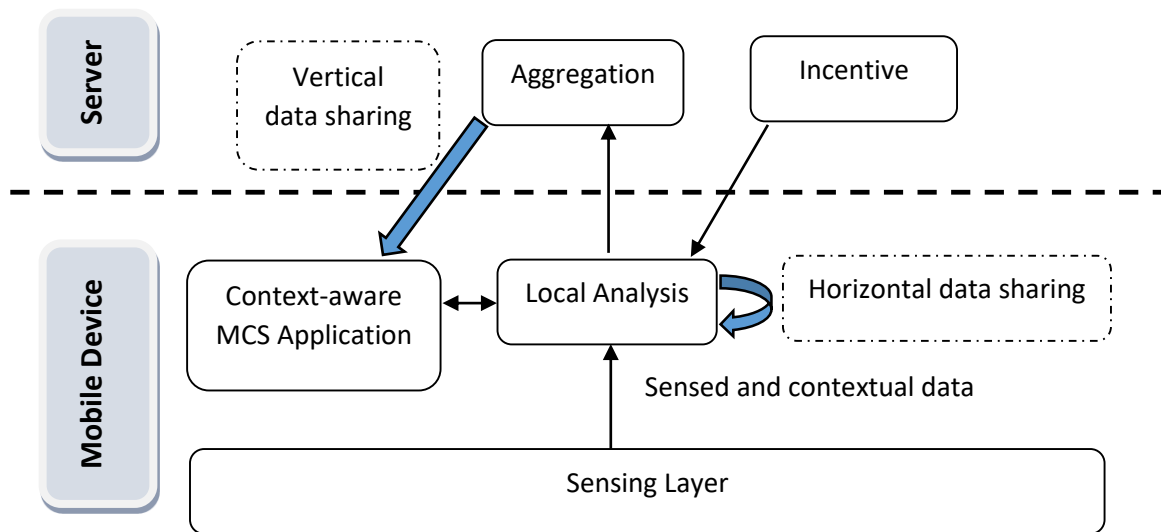 Server
Vertical
data sharing
Aggregation
Incentive
Mobile Device
Context-aware
MCS Application
Local Analysis
Horizontal data sharing
Sensed and contextual data
Sensing Layer